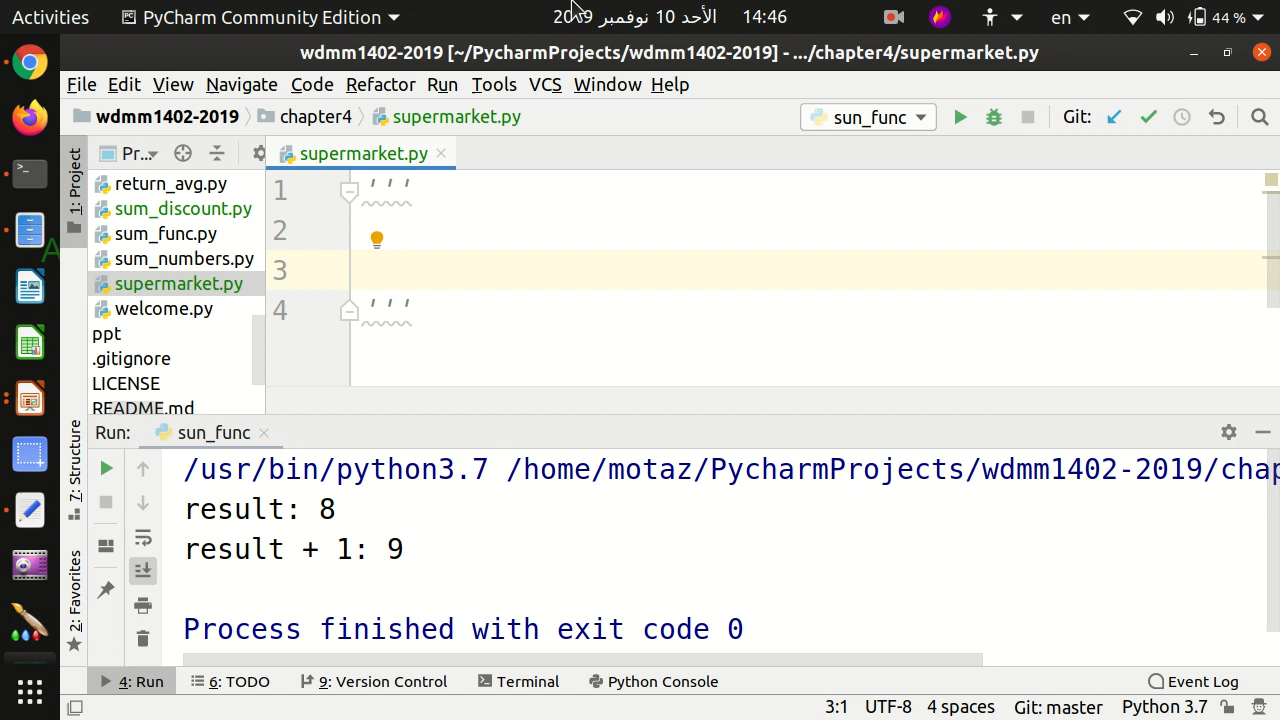 Activities PyCharm Community Edition الأحد 10 نوفمبر 2019 14:46 en 44 %
wdmm1402-2019 [~/PycharmProjects/wdmm1402-2019] - .../chapter4/supermarket.py
File Edit View Navigate Code Refactor Run Tools VCS Window Help
wdmm1402-2019 chapter4 supermarket.py sun_func Git:
1: Project Pr... supermarket.py
return_avg.py
sum_discount.py
sum_func.py
sum_numbers.py
supermarket.py
welcome.py
ppt
.gitignore
LICENSE
README.md
1 '''
2
3
4 '''
7: Structure
2: Favorites
Run: sun_func
/usr/bin/python3.7 /home/motaz/PycharmProjects/wdmm1402-2019/chap
result: 8
result + 1: 9
Process finished with exit code 0
4: Run 6: TODO 9: Version Control Terminal Python Console Event Log
3:1 UTF-8 4 spaces Git: master Python 3.7